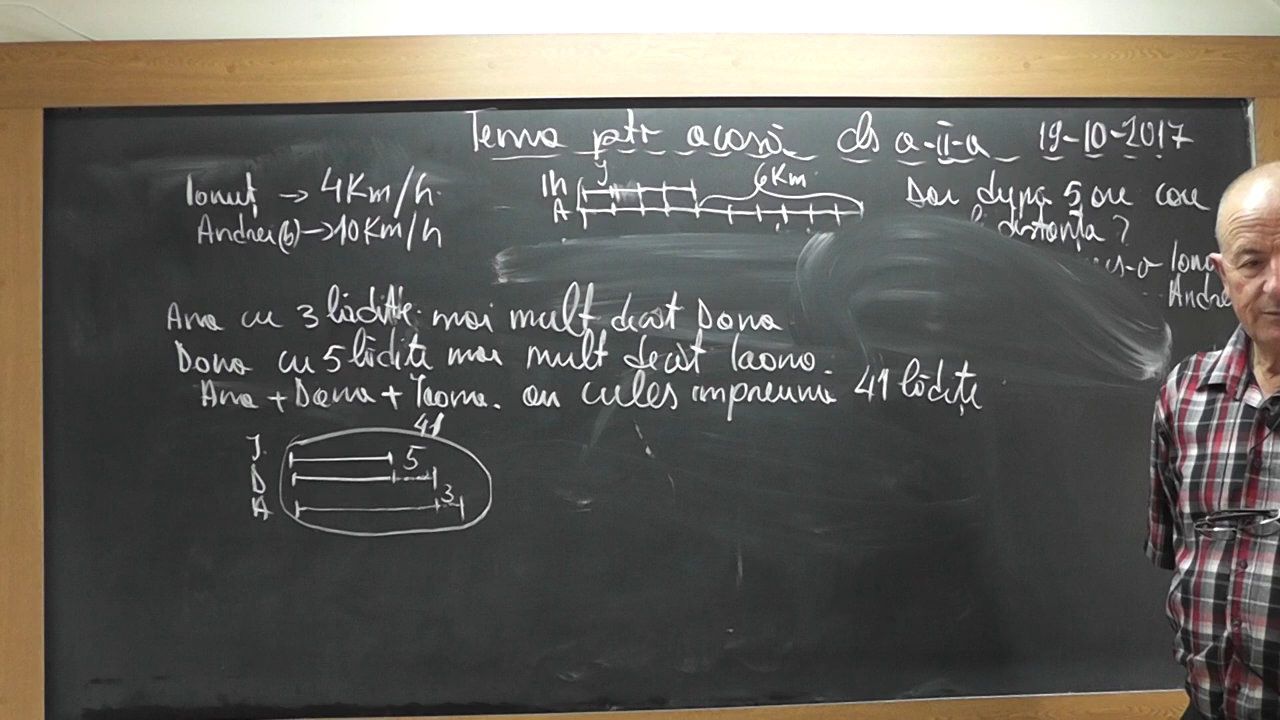 Tema ptr acasă cls a-II-a 19-10-2017
Ionuț → 4Km/h
Andrei(b) → 10Km/h
1h
A
y
6Km
Dar după 5 ore care
distanța?
Andrei
Ana cu 3 lădițe mai mult decât Dana
Dana cu 5 lădițe mai mult decât Ioana.
Ana + Dana + Ioana. au cules împreună 41 lădițe
41
I.
5
D
3
A